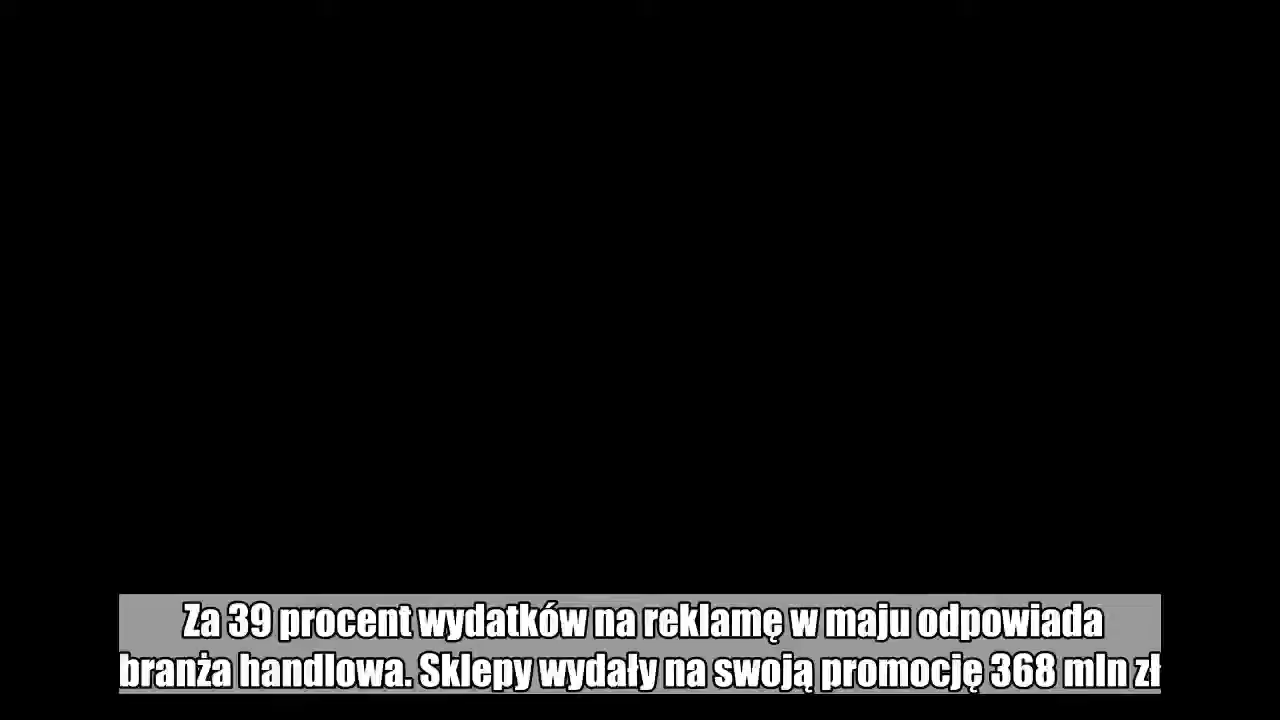 Za 39 procent wydatków na reklamę w maju odpowiada
branża handlowa. Sklepy wydały na swoją promocję 368 mln zł